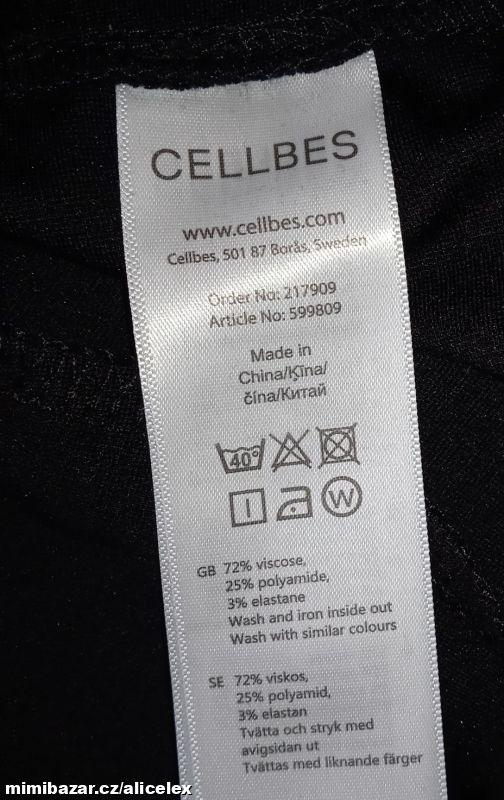 CELLBES
www.cellbes.com
Cellbes, 501 87 Borås, Sweden
Order No: 217909
Article No: 599809
Made in
China/Ķīna/
čína/Китай
40°
W
GB 72% viscose,
25% polyamide,
3% elastane
Wash and iron inside out
Wash with similar colours
SE 72% viskos,
25% polyamid,
3% elastan
Tvätta och stryk med
avigsidan ut
Tvättas med liknande färger
mimibazar.cz/alicelex